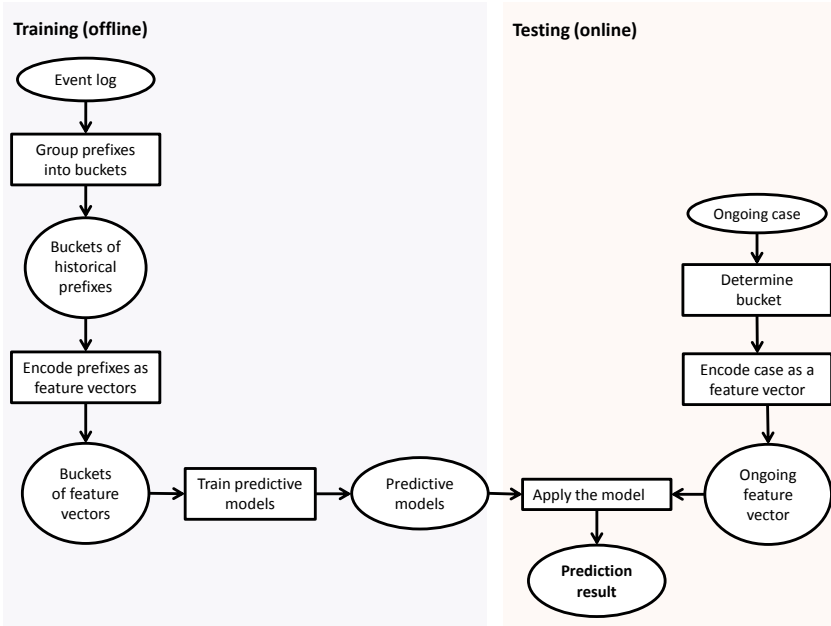 Training (offline)
Event log
Group prefixes
into buckets
Buckets of
historical
prefixes
Encode prefixes as
feature vectors
Buckets
of feature
vectors
Train predictive
models
Predictive
models
Testing (online)
Ongoing case
Determine
bucket
Encode case as a
feature vector
Ongoing
feature
vector
Apply the model
Prediction
result